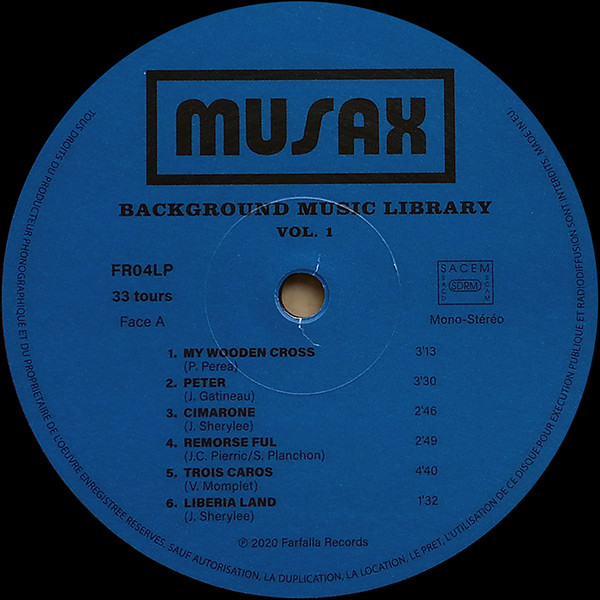 MUSAX
BACKGROUND MUSIC LIBRARY
VOL. 1
FR04LP
33 tours
Face A
SACEM
SACD
SDRM
SCAM
Mono-Stéréo
1. MY WOODEN CROSS 3'13
(P. Perea)
2. PETER 3'30
(J. Gatineau)
3. CIMARONE 2'46
(J. Sherylee)
4. REMORSE FUL 2'49
(J.C. Pierric/S. Planchon)
5. TROIS CAROS 4'40
(V. Momplet)
6. LIBERIA LAND 1'32
(J. Sherylee)
℗ 2020 Farfalla Records
TOUS DROITS DU PRODUCTEUR PHONOGRAPHIQUE ET DU PROPRIETAIRE DE L'OEUVRE ENREGISTREE RESERVES. SAUF AUTORISATION, LA DUPLICATION, LA LOCATION, LE PRET, L'UTILISATION DE CE DISQUE POUR EXECUTION PUBLIQUE ET RADIODIFFUSION SONT INTERDITS. MADE IN EU.